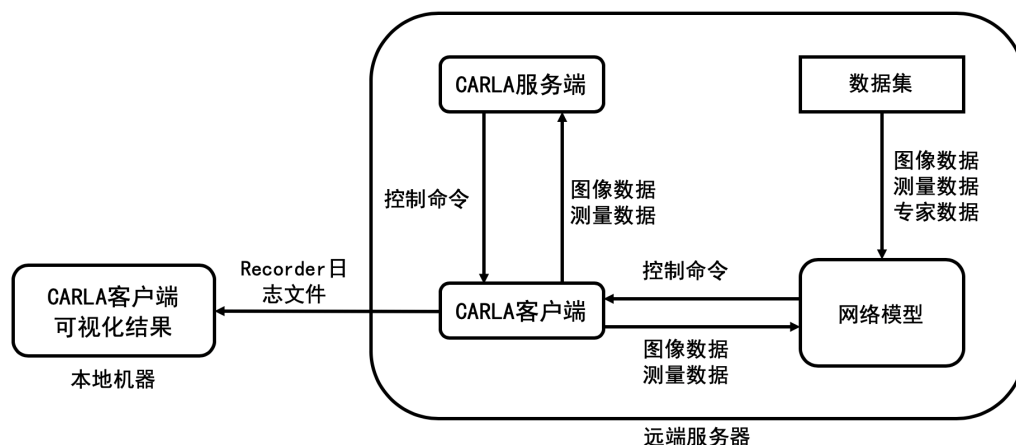 CARLA服务端
数据集
控制命令
图像数据
测量数据
图像数据
测量数据
专家数据
Recorder日
志文件
控制命令
CARLA客户端
可视化结果
CARLA客户端
网络模型
图像数据
测量数据
本地机器
远端服务器